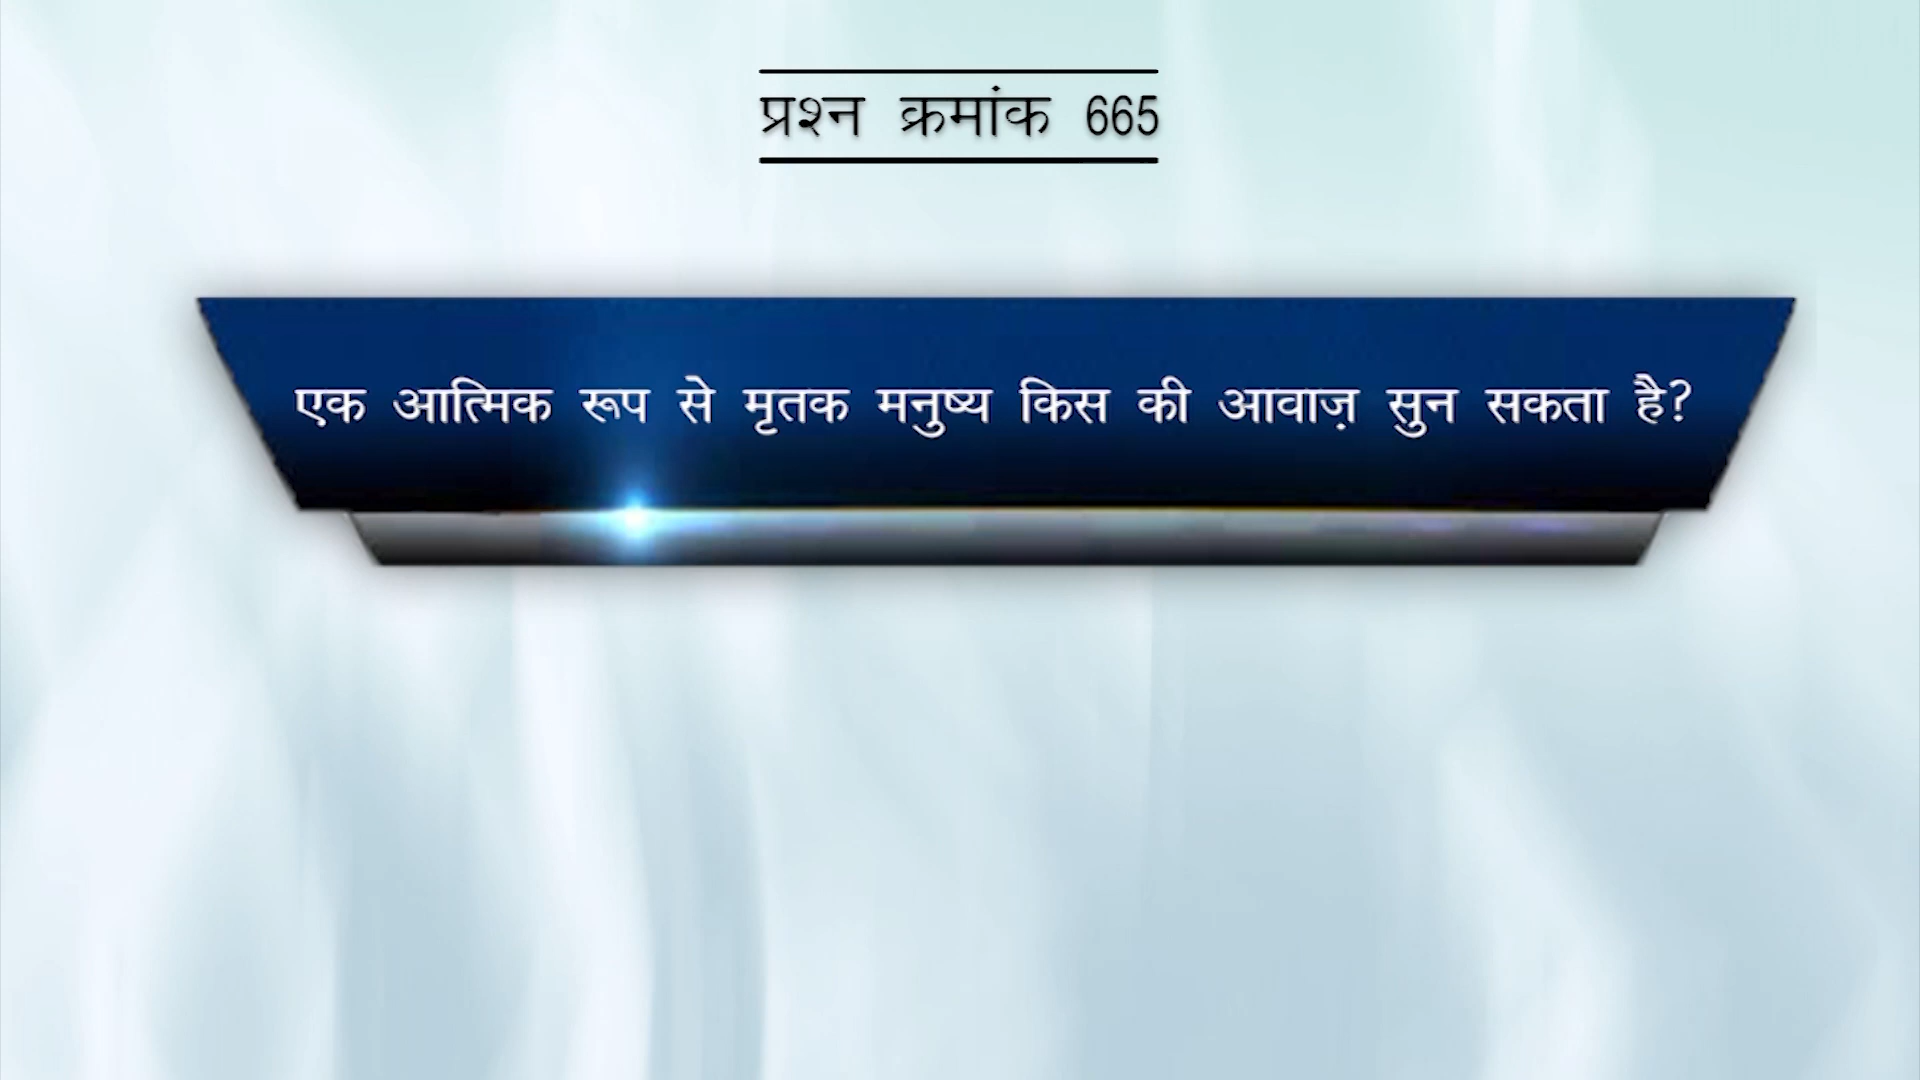 प्रश्न क्रमांक 665
एक आत्मिक रूप से मृतक मनुष्य किस की आवाज़ सुन सकता है?